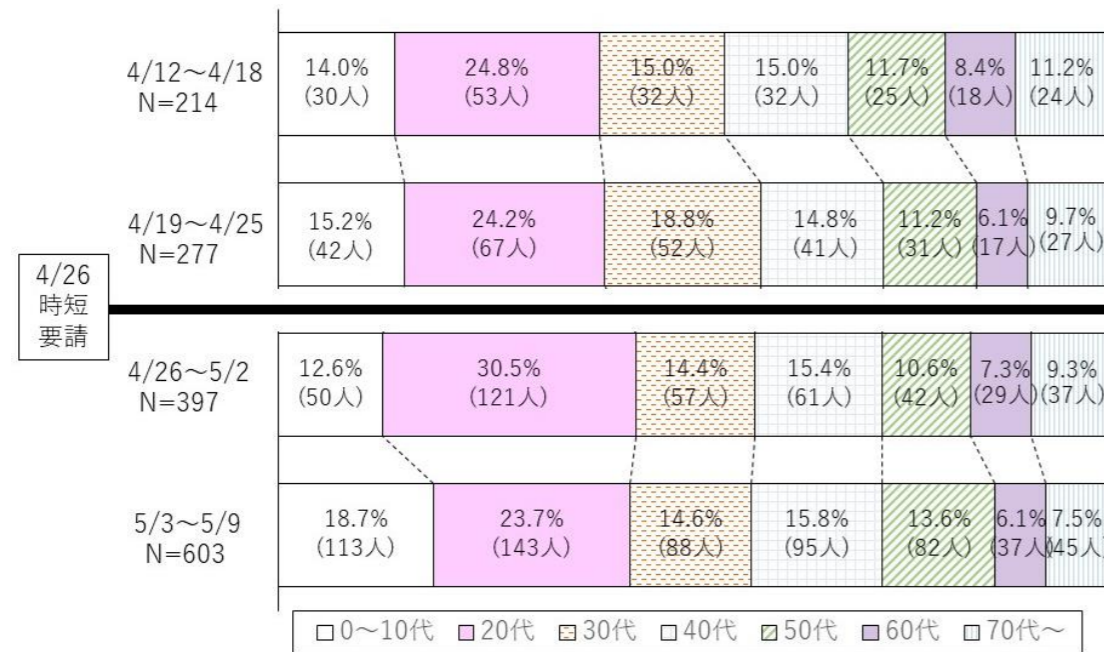 4/12～4/18
N=214
14.0% 24.8% 15.0% 15.0% 11.7% 8.4% 11.2%
(30人) (53人) (32人) (32人) (25人) (18人) (24人)
4/19～4/25
N=277
15.2% 24.2% 18.8% 14.8% 11.2% 6.1% 9.7%
(42人) (67人) (52人) (41人) (31人) (17人) (27人)
4/26
時短
要請
4/26～5/2
N=397
12.6% 30.5% 14.4% 15.4% 10.6% 7.3% 9.3%
(50人) (121人) (57人) (61人) (42人) (29人) (37人)
5/3～5/9
N=603
18.7% 23.7% 14.6% 15.8% 13.6% 6.1% 7.5%
(113人) (143人) (88人) (95人) (82人) (37人) (45人)
0～10代 20代 30代 40代 50代 60代 70代～